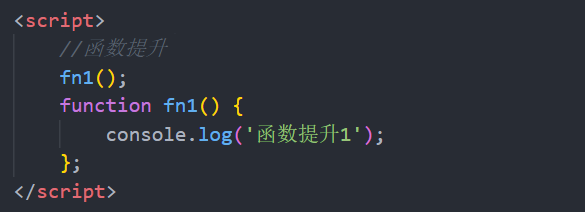 <script>
//函数提升
fn1();
function fn1() {
console.log('函数提升1');
};
</script>